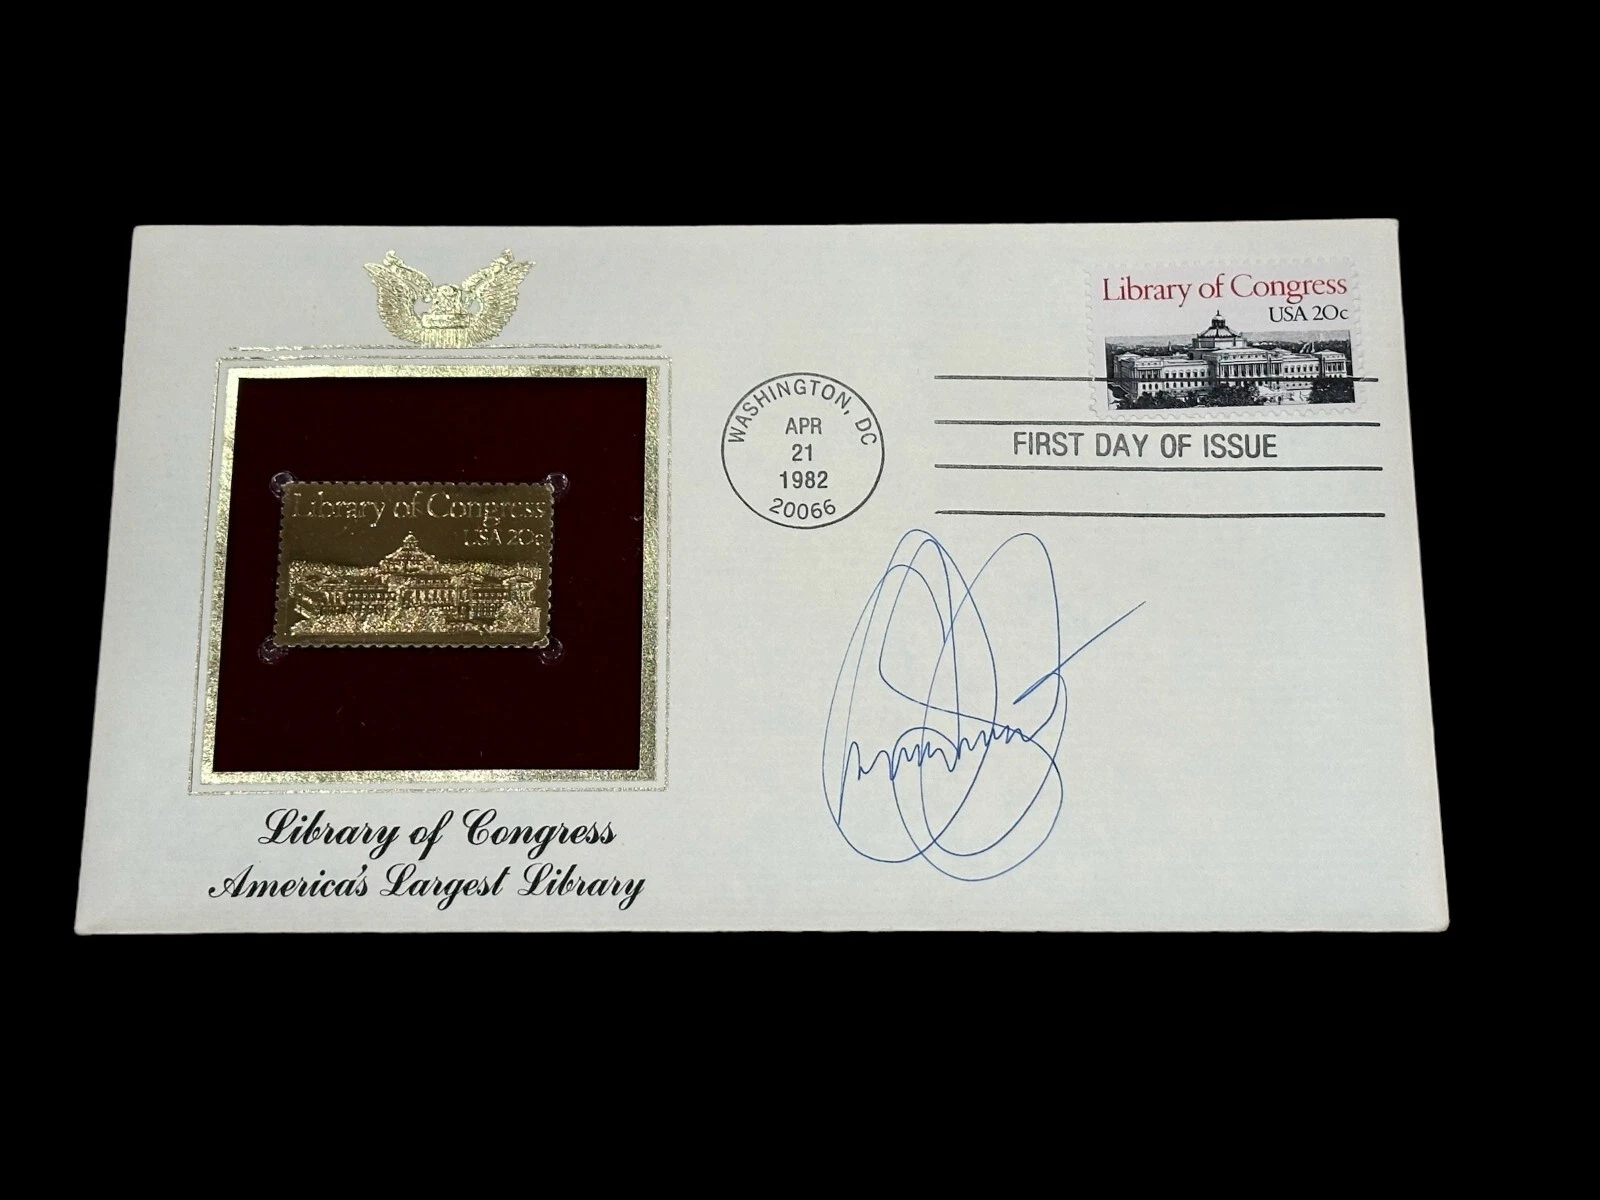 Library of Congress
USA 20c
WASHINGTON, DC
APR
21
1982
20066
FIRST DAY OF ISSUE
Library of Congress
USA 20c
Library of Congress
America's Largest Library